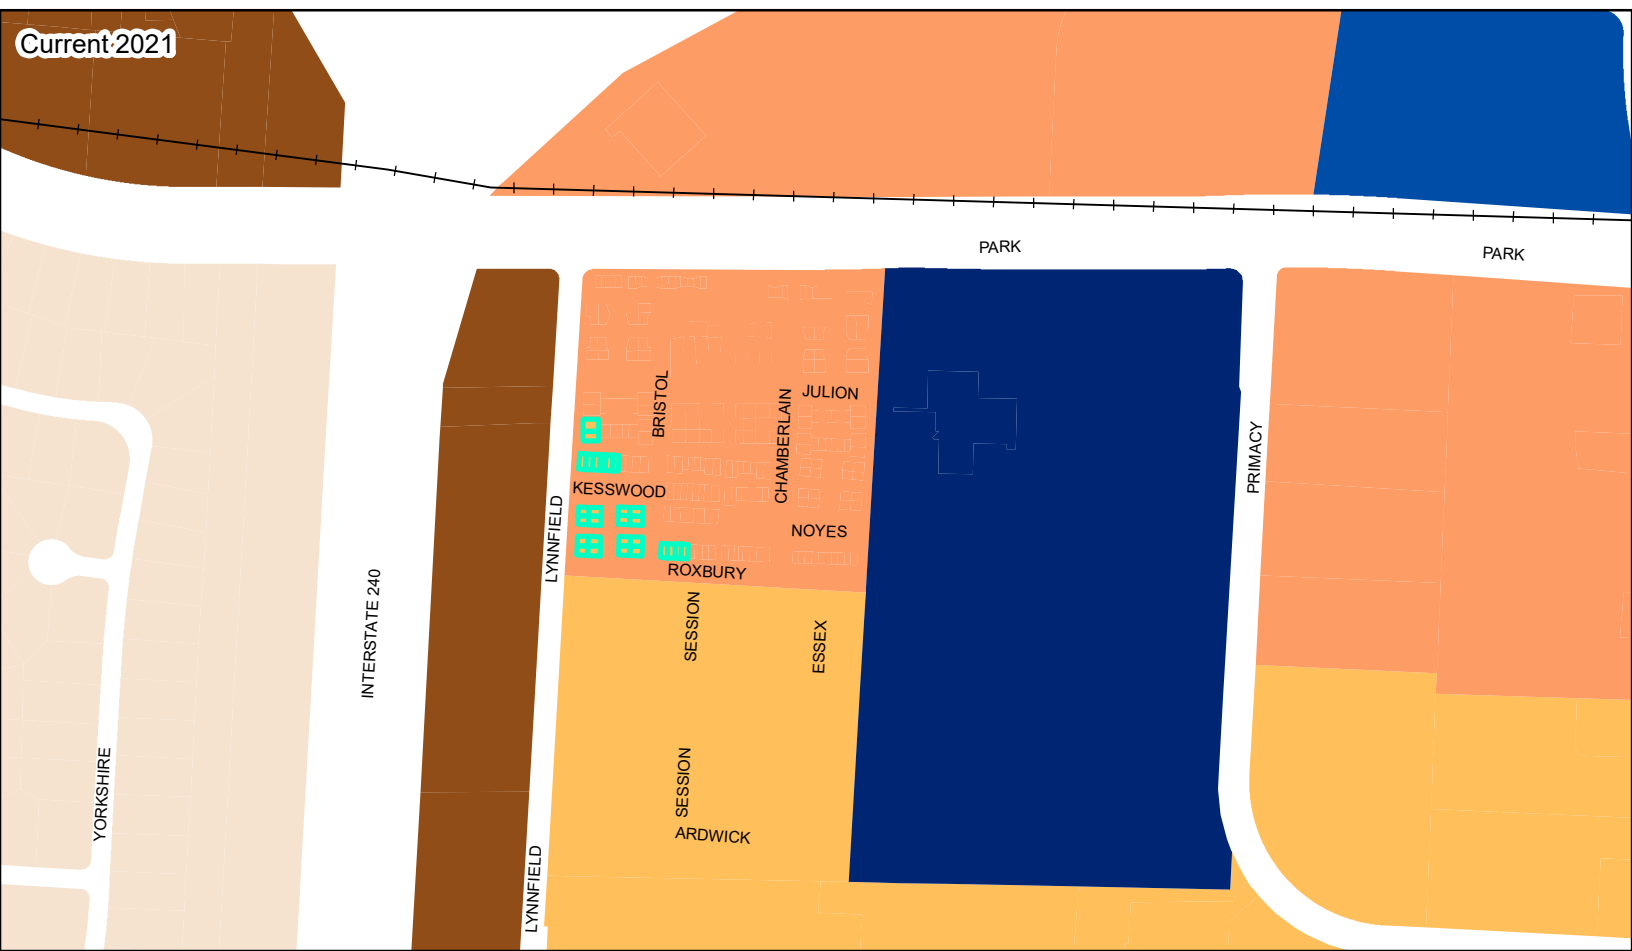 Current 2021
PARK
PARK
JULION
BRISTOL
CHAMBERLAIN
PRIMACY
KESSWOOD
LYNNFIELD
NOYES
ROXBURY
INTERSTATE 240
SESSION
ESSEX
YORKSHIRE
SESSION
ARDWICK
LYNNFIELD